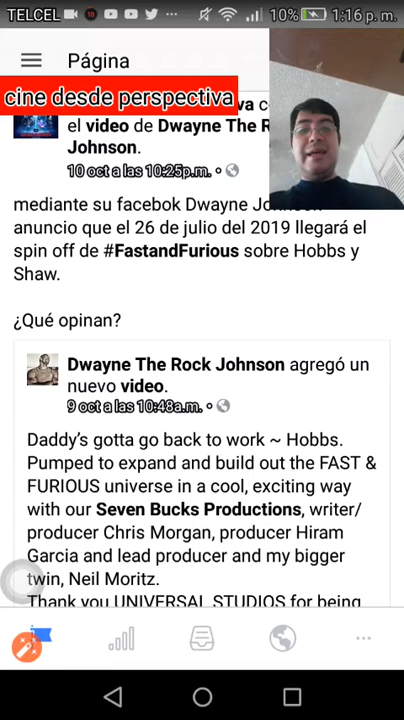 TELCEL 10% 1:16 p. m.
Página
cine desde perspectiva
el video de Dwayne The R
Johnson.
10 oct a las 10:25p.m. •
mediante su facebok Dwayne Johnson
anuncio que el 26 de julio del 2019 llegará el
spin off de #FastandFurious sobre Hobbs y
Shaw.
¿Qué opinan?
Dwayne The Rock Johnson agregó un
nuevo video.
9 oct a las 10:48a.m. •
Daddy's gotta go back to work ~ Hobbs.
Pumped to expand and build out the FAST &
FURIOUS universe in a cool, exciting way
with our Seven Bucks Productions, writer/
producer Chris Morgan, producer Hiram
Garcia and lead producer and my bigger
twin, Neil Moritz.
Thank you UNIVERSAL STUDIOS for being